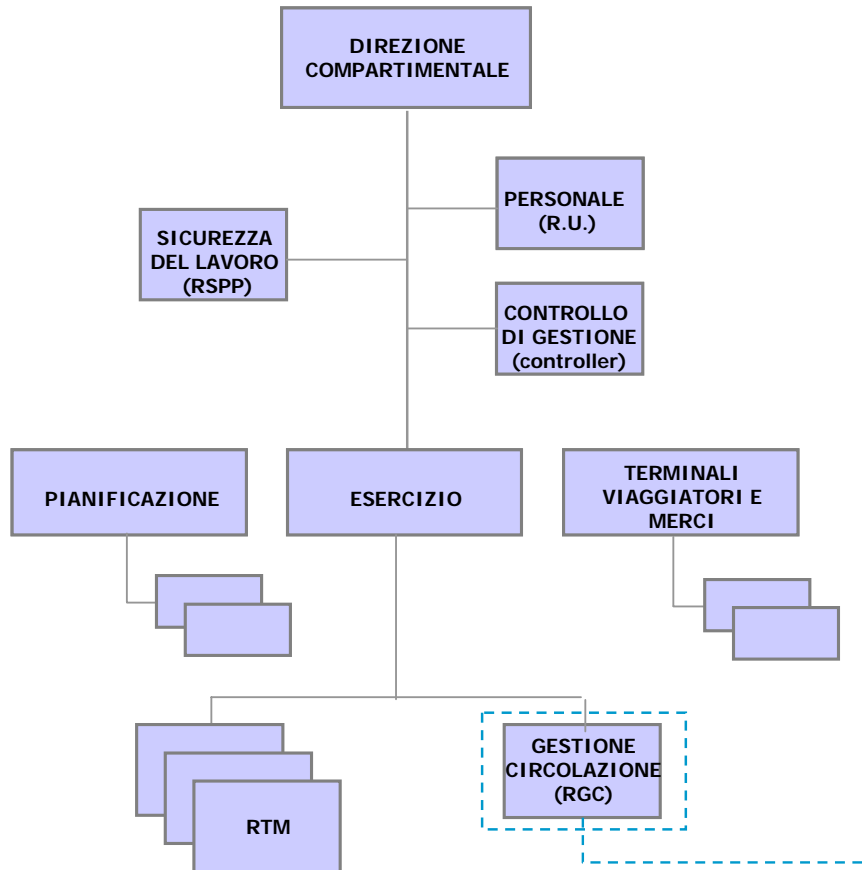 DIREZIONE
COMPARTIMENTALE
PERSONALE
(R.U.)
SICUREZZA
DEL LAVORO
(RSPP)
CONTROLLO
DI GESTIONE
(controller)
PIANIFICAZIONE
ESERCIZIO
TERMINALI
VIAGGIATORI E
MERCI
GESTIONE
CIRCOLAZIONE
(RGC)
RTM